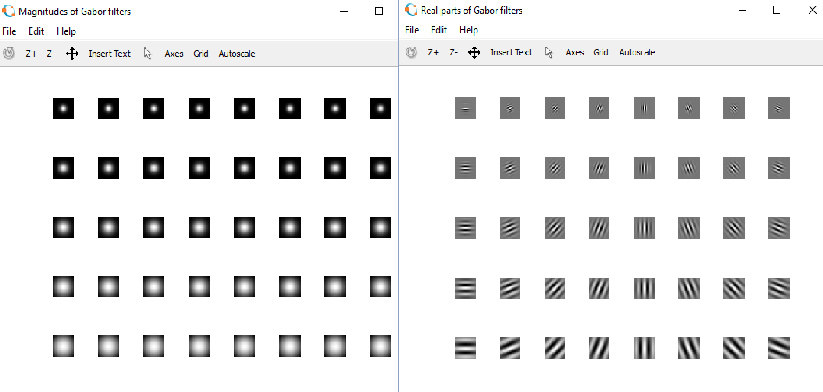 Magnitudes of Gabor filters
File Edit Help
Z+ Z Insert Text Axes Grid Autoscale
Real parts of Gabor filters
File Edit Help
Z+ Z- Insert Text Axes Grid Autoscale